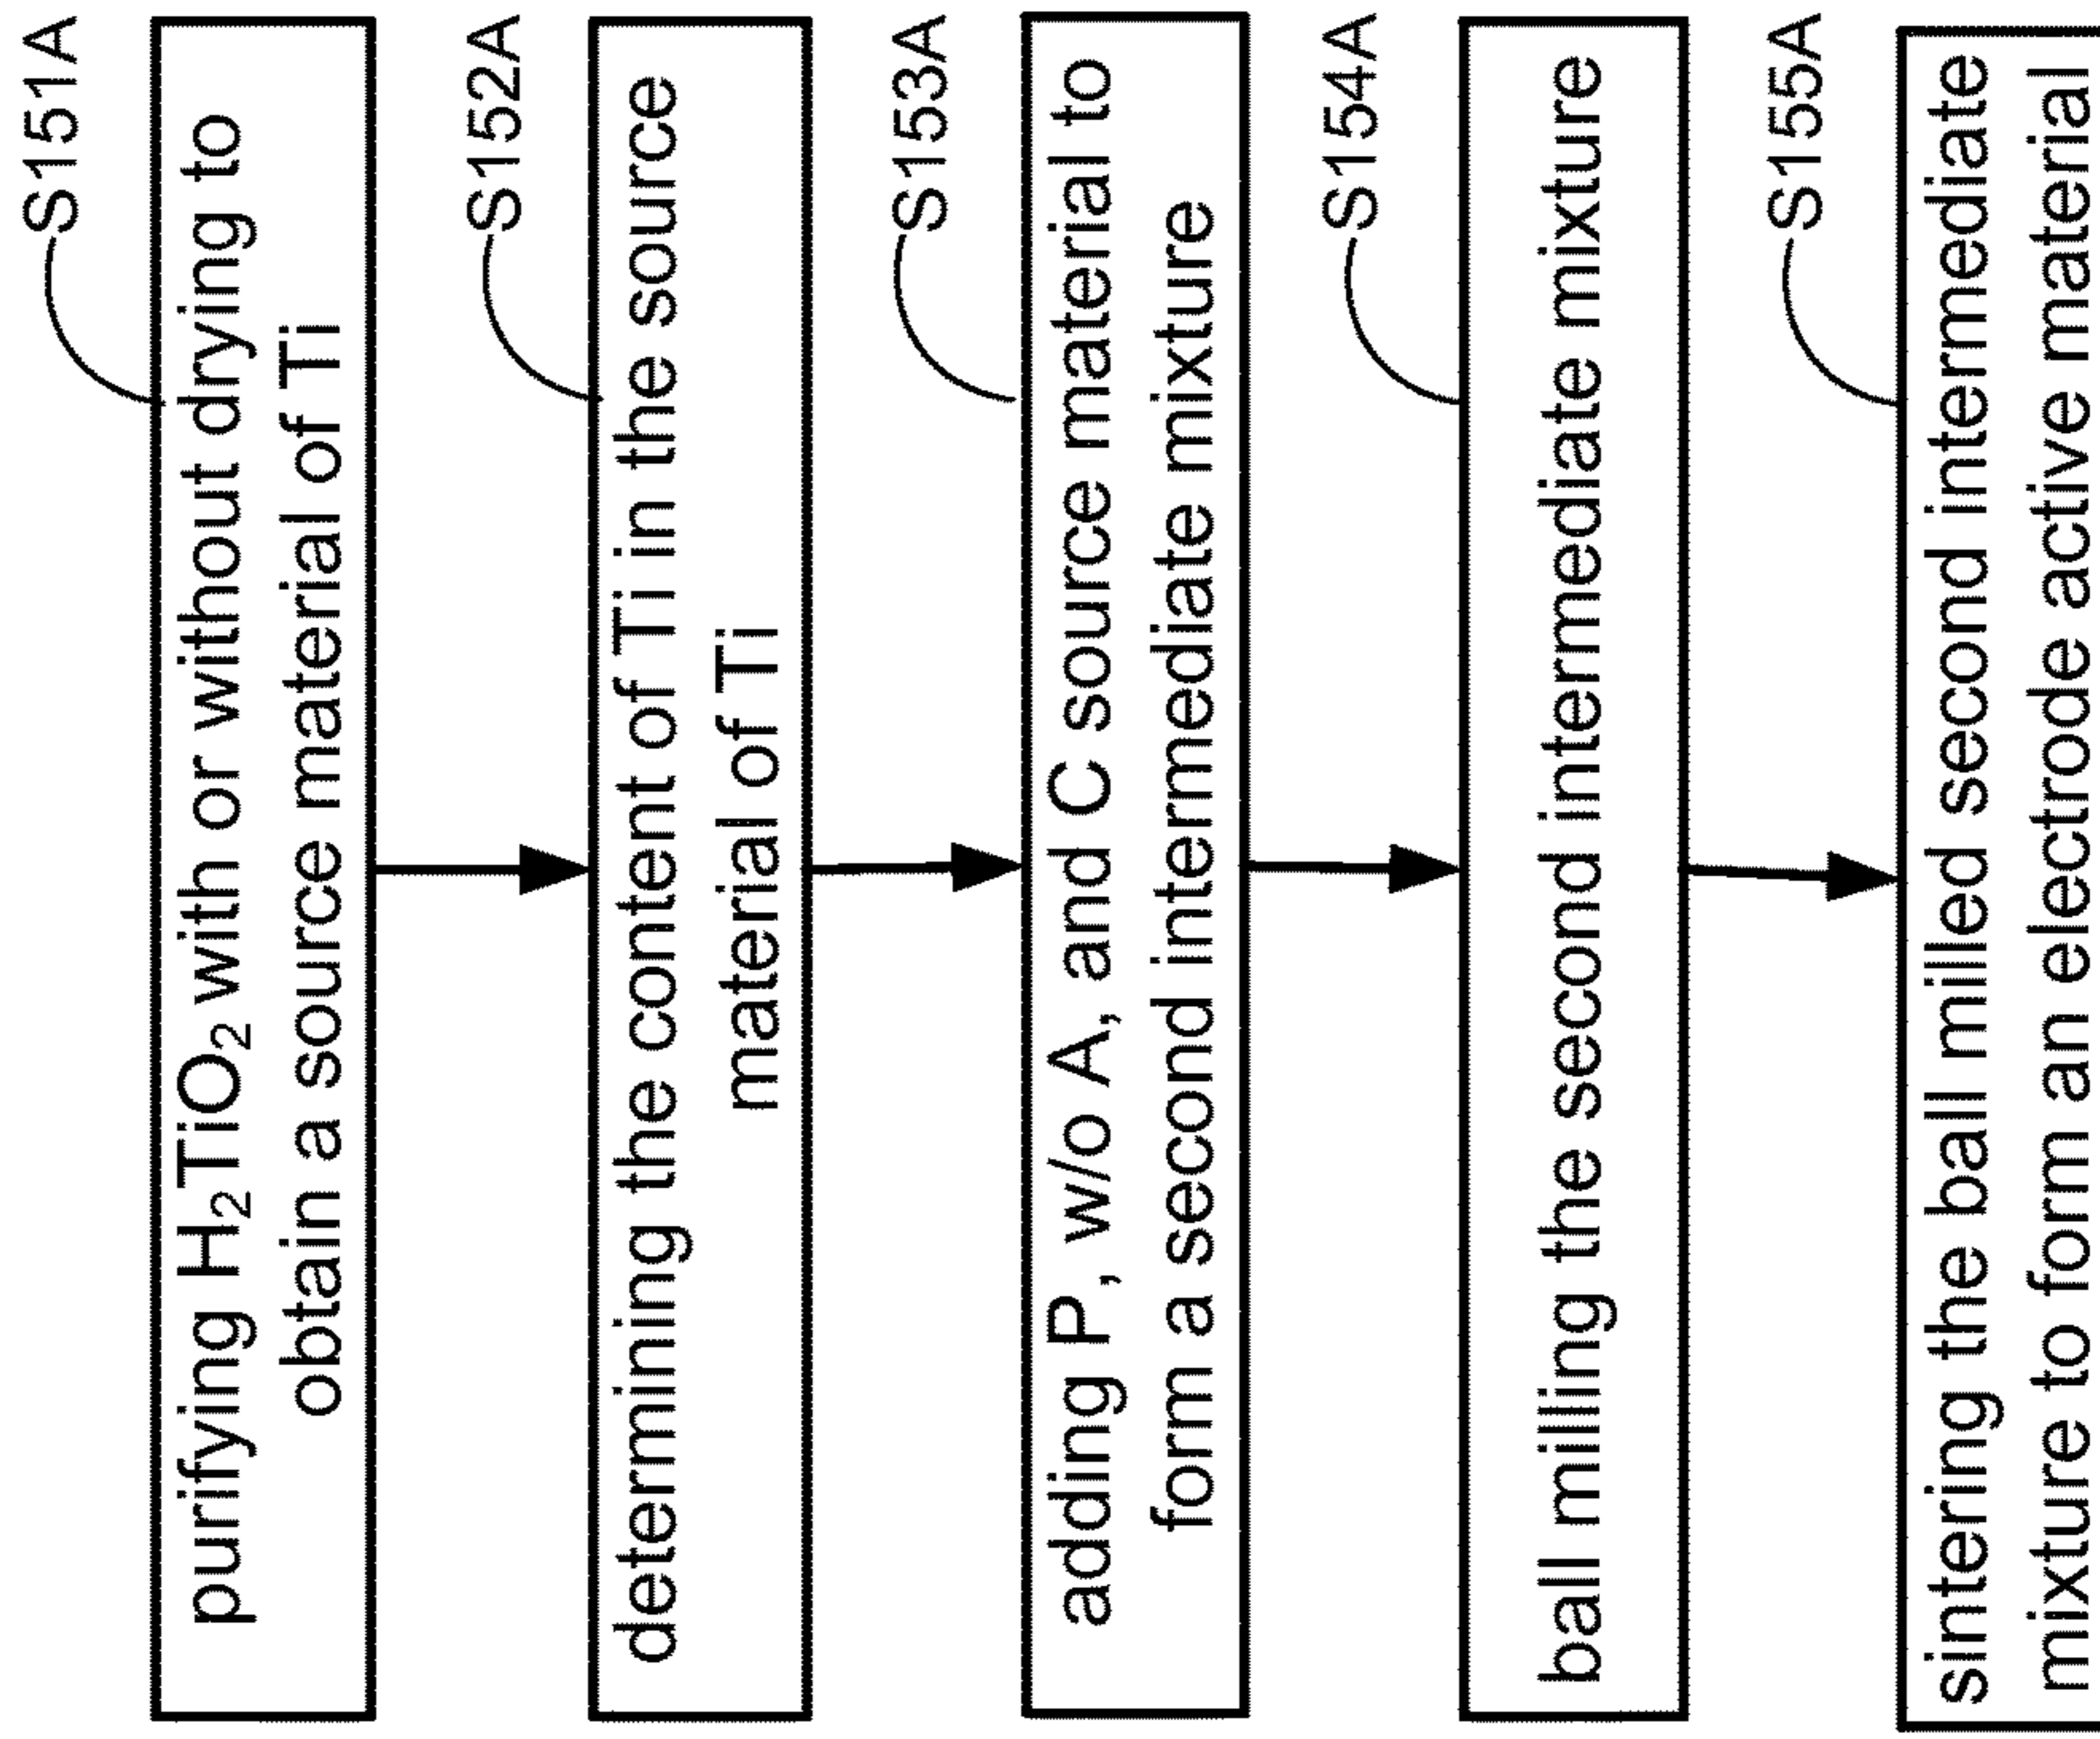 S151A
purifying H₂TiO₂ with or without drying to
obtain a source material of Ti
S152A
determining the content of Ti in the source
material of Ti
S153A
adding P, w/o A, and C source material to
form a second intermediate mixture
S154A
ball milling the second intermediate mixture
S155A
sintering the ball milled second intermediate
mixture to form an electrode active material